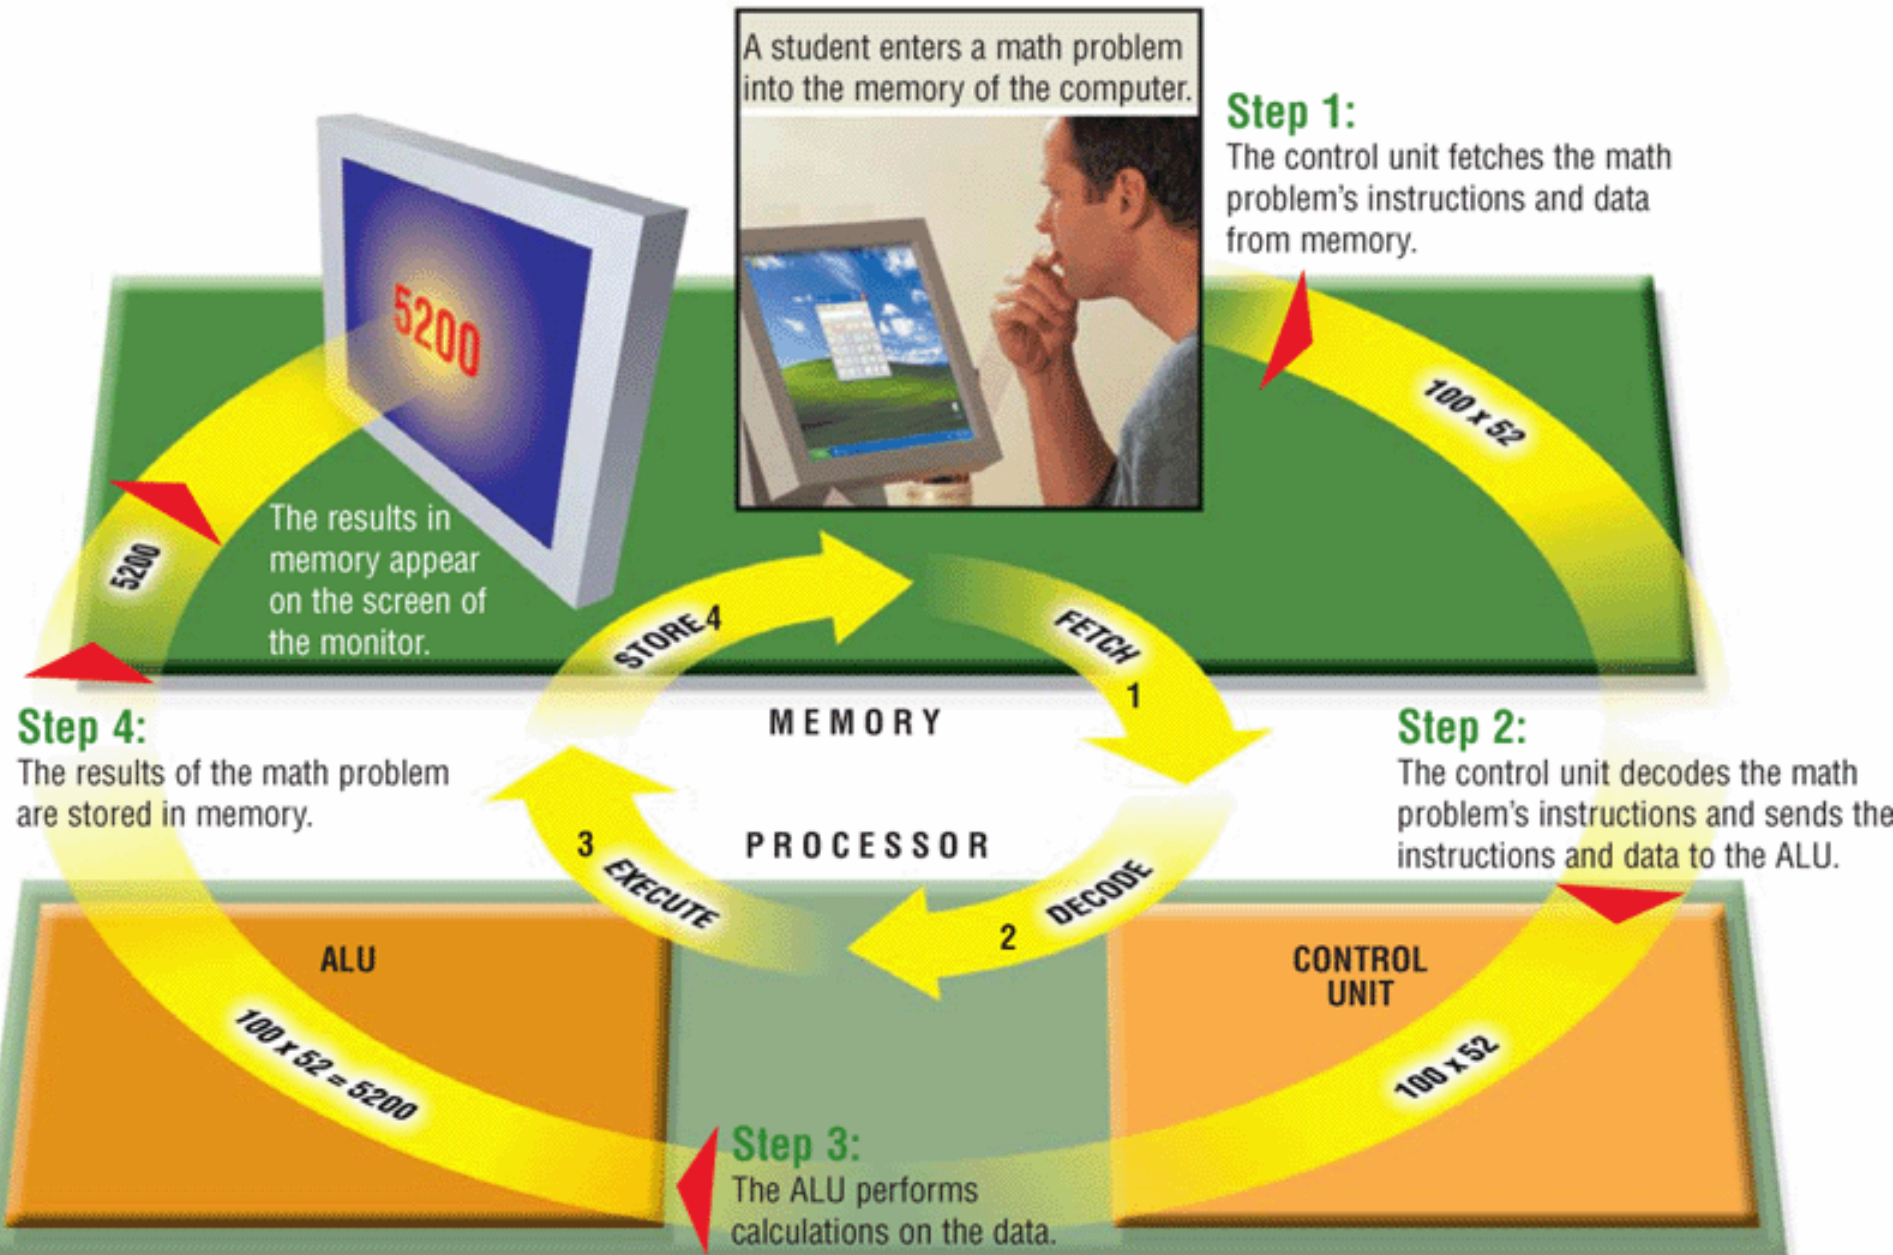 A student enters a math problem
into the memory of the computer.
Step 1:
The control unit fetches the math
problem's instructions and data
from memory.
100 x 52
Step 2:
The control unit decodes the math
problem's instructions and sends the
instructions and data to the ALU.
CONTROL
UNIT
100 x 52
Step 3:
The ALU performs
calculations on the data.
ALU
100 x 52 = 5200
Step 4:
The results of the math problem
are stored in memory.
5200
The results in
memory appear
on the screen of
the monitor.
5200
MEMORY
PROCESSOR
FETCH
1
DECODE
2
EXECUTE
3
STORE 4